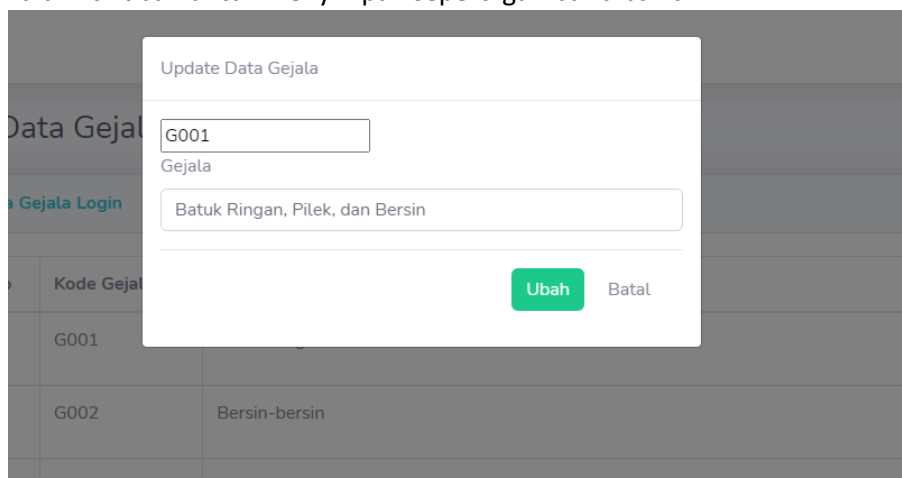 Update Data Gejala
Data Gejal
G001
Gejala
a Gejala Login
Batuk Ringan, Pilek, dan Bersin
Kode Gejal
Ubah Batal
G001
G002 Bersin-bersin